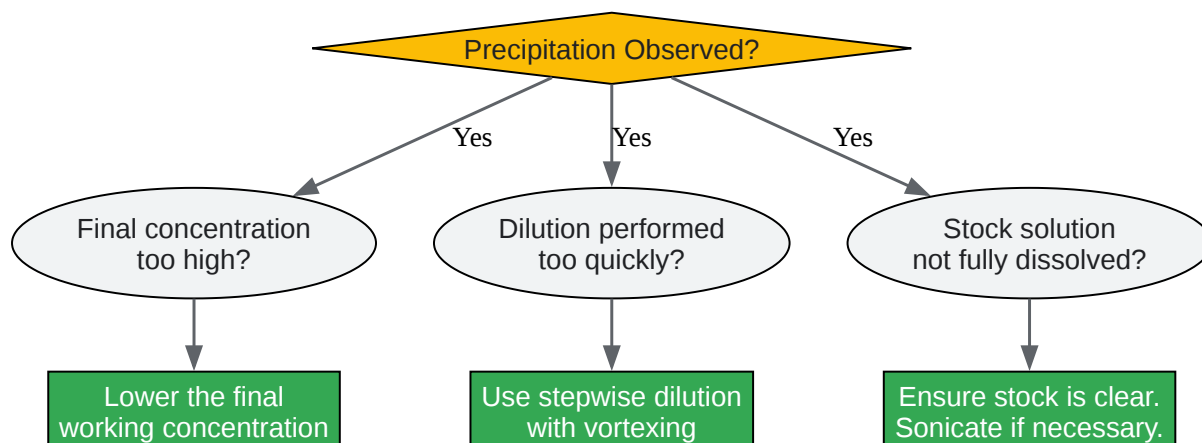 Precipitation Observed?
Yes
Yes
Yes
Final concentration
too high?
Dilution performed
too quickly?
Stock solution
not fully dissolved?
Lower the final
working concentration
Use stepwise dilution
with vortexing
Ensure stock is clear.
Sonicate if necessary.